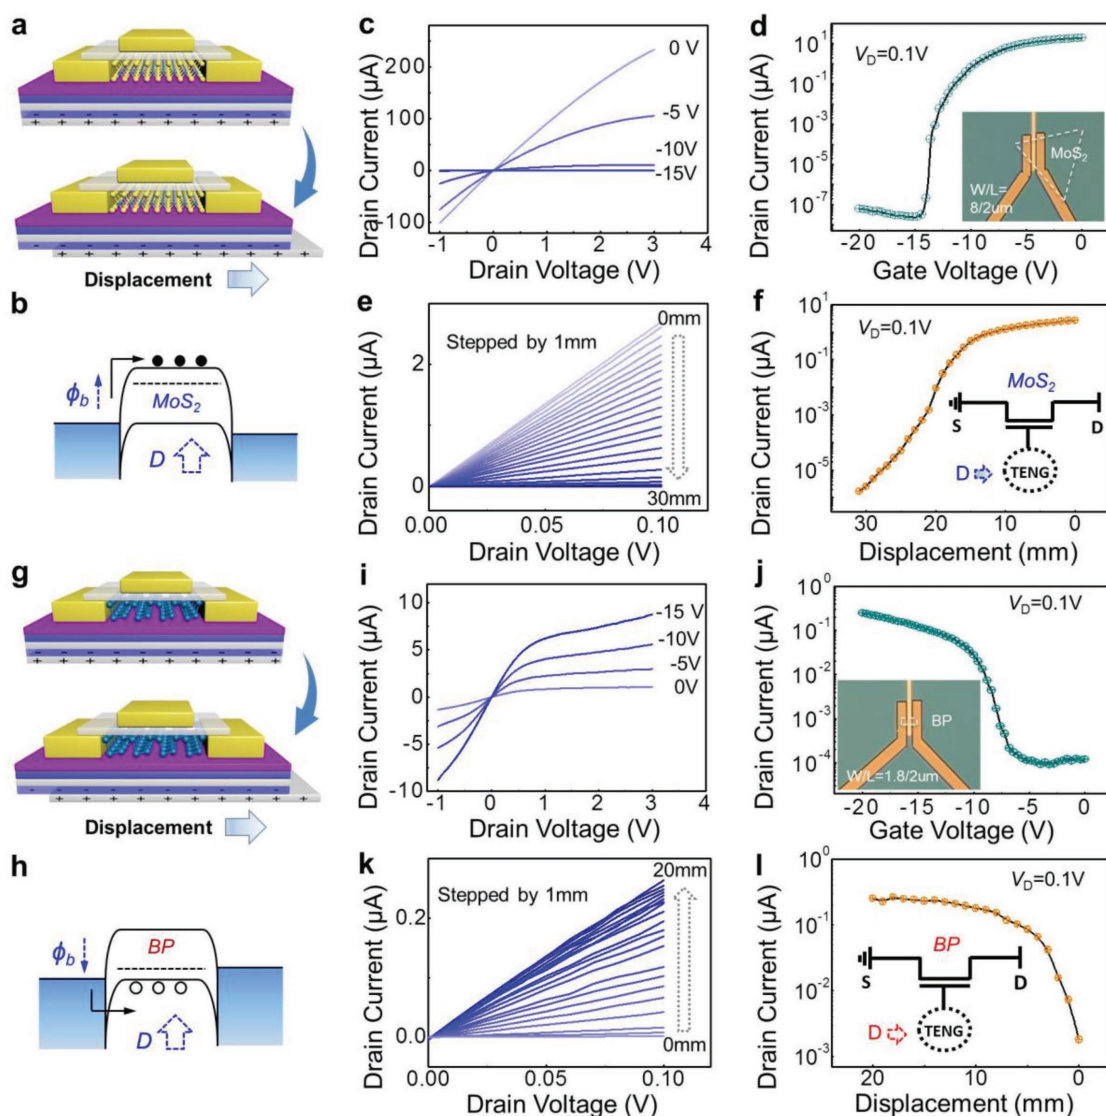 a
- - - - - - - -
+ + + + + + + + +
- - - - - - - -
+ + + + + + + + +
Displacement
b
ϕb
MoS2
D
c
Drain Current (μA)
200
100
0
100
-1
0
1
2
3
4
0 V
-5 V
-10V
-15V
Drain Voltage (V)
d
Drain Current (μA)
10^1
10^-1
10^-3
10^-5
10^-7
VD=0.1V
MoS2
W/L=
8/2um
-20
-15
-10
-5
0
Gate Voltage (V)
e
Drain Current (μA)
2
0
Stepped by 1mm
0mm
30mm
0.00
0.05
0.10
Drain Voltage (V)
f
Drain Current (μA)
10^1
10^-1
10^-3
10^-5
VD=0.1V
MoS2
S
D
TENG
D
30
20
10
0
Displacement (mm)
g
- - - - - - - -
+ + + + + + + + +
- - - - - - - -
+ + + + + + + + +
Displacement
h
ϕb
BP
D
i
Drain Current (μA)
10
5
0
-5
-10
-15 V
-10V
-5V
0V
-1
0
1
2
3
4
Drain Voltage (V)
j
Drain Current (μA)
10^0
10^-1
10^-2
10^-3
10^-4
VD=0.1V
BP
W/L=1.8/2um
-20
-15
-10
-5
0
Gate Voltage (V)
k
Drain Current (μA)
0.2
0.0
Stepped by 1mm
20mm
0mm
0.00
0.05
0.10
Drain Voltage (V)
l
Drain Current (μA)
10^0
10^-1
10^-2
10^-3
VD=0.1V
BP
S
D
TENG
D
20
10
0
Displacement (mm)